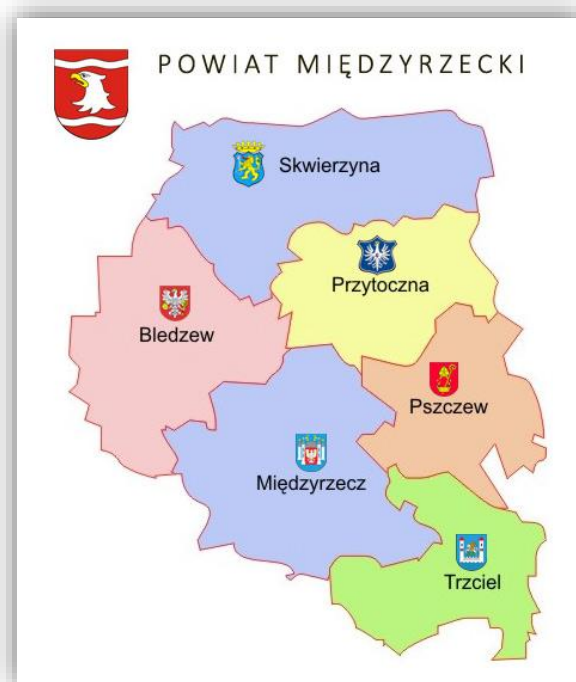 POWIAT MIĘDZYRZECKI
Skwierzyna
Przytoczna
Bledzew
Pszczew
Międzyrzecz
Trzciel